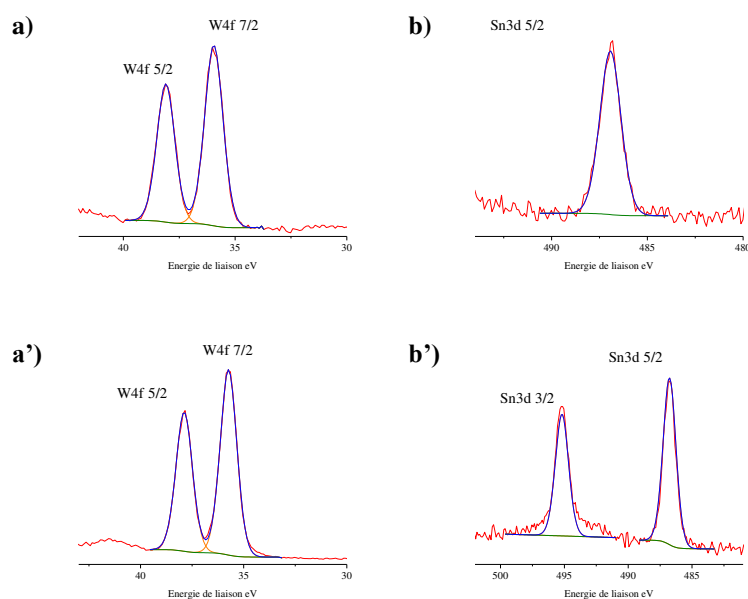 a)
W4f 7/2
W4f 5/2
40
35
30
Energie de liaison eV
b)
Sn3d 5/2
490
485
480
Energie de liaison eV
a’)
W4f 7/2
W4f 5/2
40
35
30
Energie de liaison eV
b’)
Sn3d 5/2
Sn3d 3/2
500
495
490
485
Energie de liaison eV